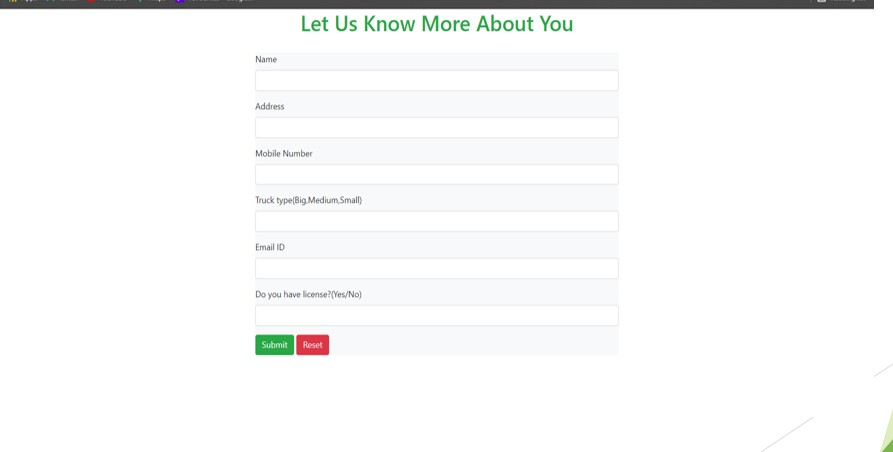 Let Us Know More About You
Name
Address
Mobile Number
Truck type(Big,Medium,Small)
Email ID
Do you have license?(Yes/No)
Submit Reset